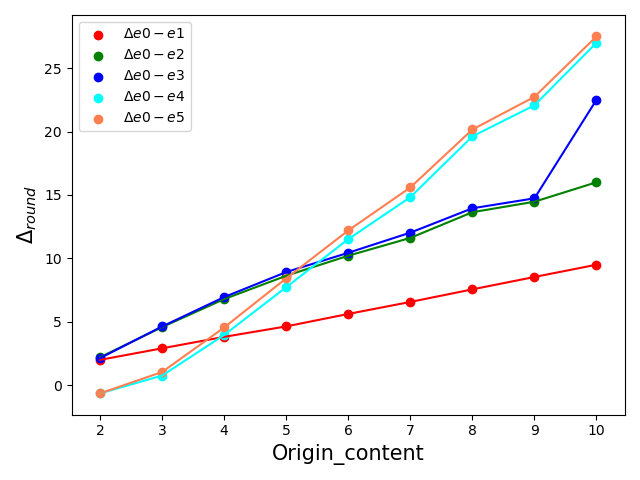 Δe0 − e1
Δe0 − e2
Δe0 − e3
Δe0 − e4
Δe0 − e5
25
20
15
10
5
0
Δround
2 3 4 5 6 7 8 9 10
Origin_content